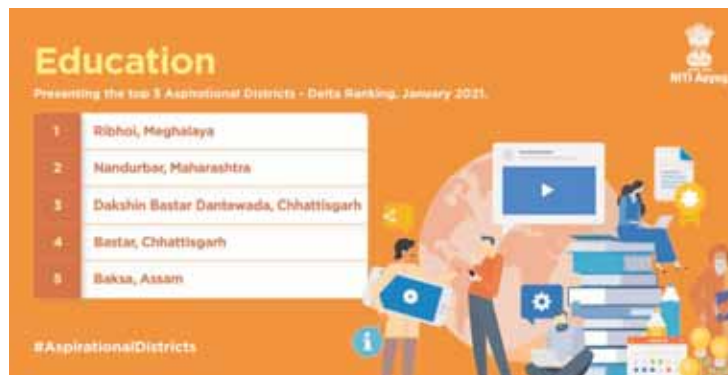 Education
Presenting the top 5 Aspirational Districts - Delta Ranking, January 2021.
NITI Aayog
1 Ribhoi, Meghalaya
2 Nandurbar, Maharashtra
3 Dakshin Bastar Dantewada, Chhattisgarh
4 Bastar, Chhattisgarh
5 Baksa, Assam
#AspirationalDistricts